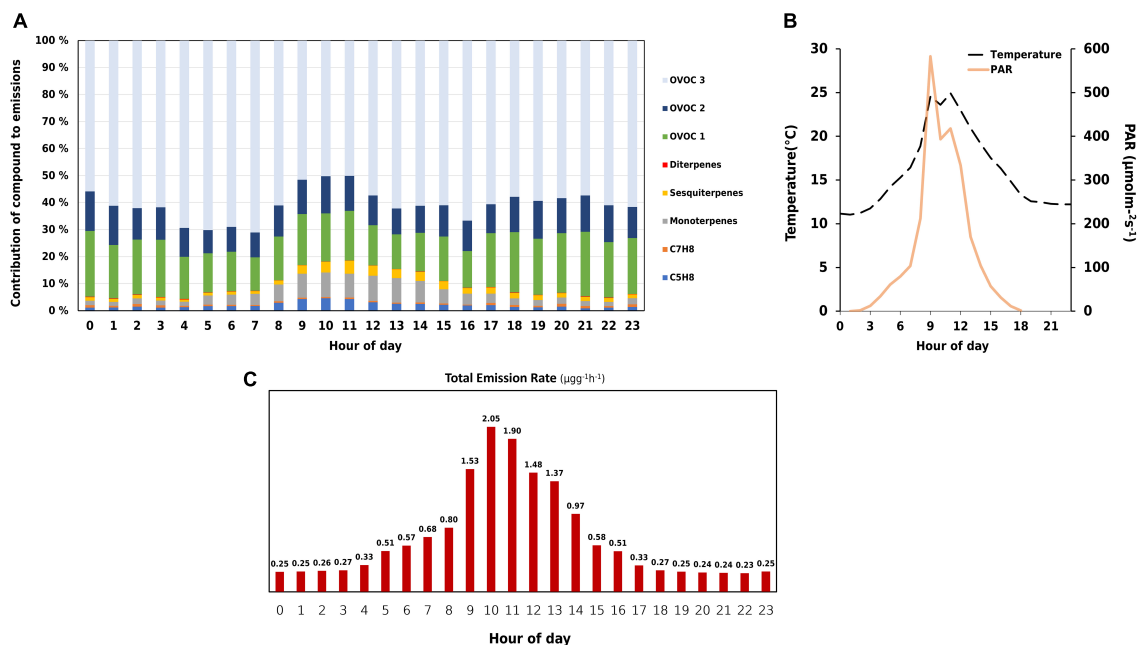 A
100 %
90 %
80 %
70 %
60 %
50 %
40 %
30 %
20 %
10 %
0 %
Contribution of compound to emissions
0 1 2 3 4 5 6 7 8 9 10 11 12 13 14 15 16 17 18 19 20 21 22 23
Hour of day
OVOC 3
OVOC 2
OVOC 1
Diterpenes
Sesquiterpenes
Monoterpenes
C7H8
C5H8
B
30
25
20
15
10
5
0
Temperature(°C)
Temperature
PAR
600
500
400
300
200
100
0
PAR (µmolm-2s-1)
0 3 6 9 12 15 18 21
Hour of day
C
Total Emission Rate (µgg-1h-1)
0.25 0.25 0.26 0.27 0.33 0.51 0.57 0.68 0.80 1.53 2.05 1.90 1.48 1.37 0.97 0.58 0.51 0.33 0.27 0.25 0.24 0.24 0.23 0.25
0 1 2 3 4 5 6 7 8 9 10 11 12 13 14 15 16 17 18 19 20 21 22 23
Hour of day